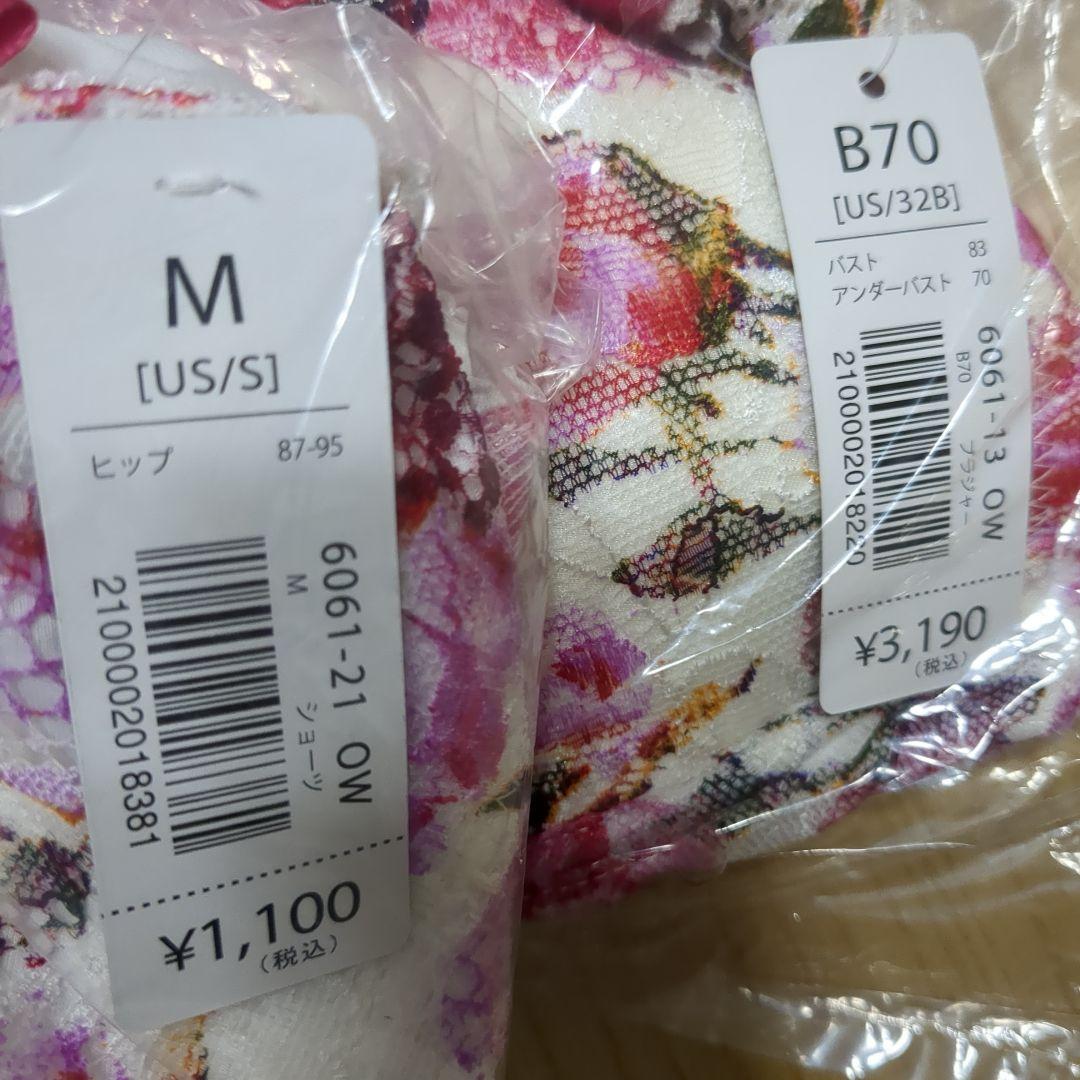 M
[US/S]
ヒップ 87-95
6061-21 OW
M ショーツ
2100002018381
¥1,100
(税込)
B70
[US/32B]
バスト 83
アンダーバスト 70
6061-13 OW
B70 ブラジャー
2100002018220
¥3,190
(税込)